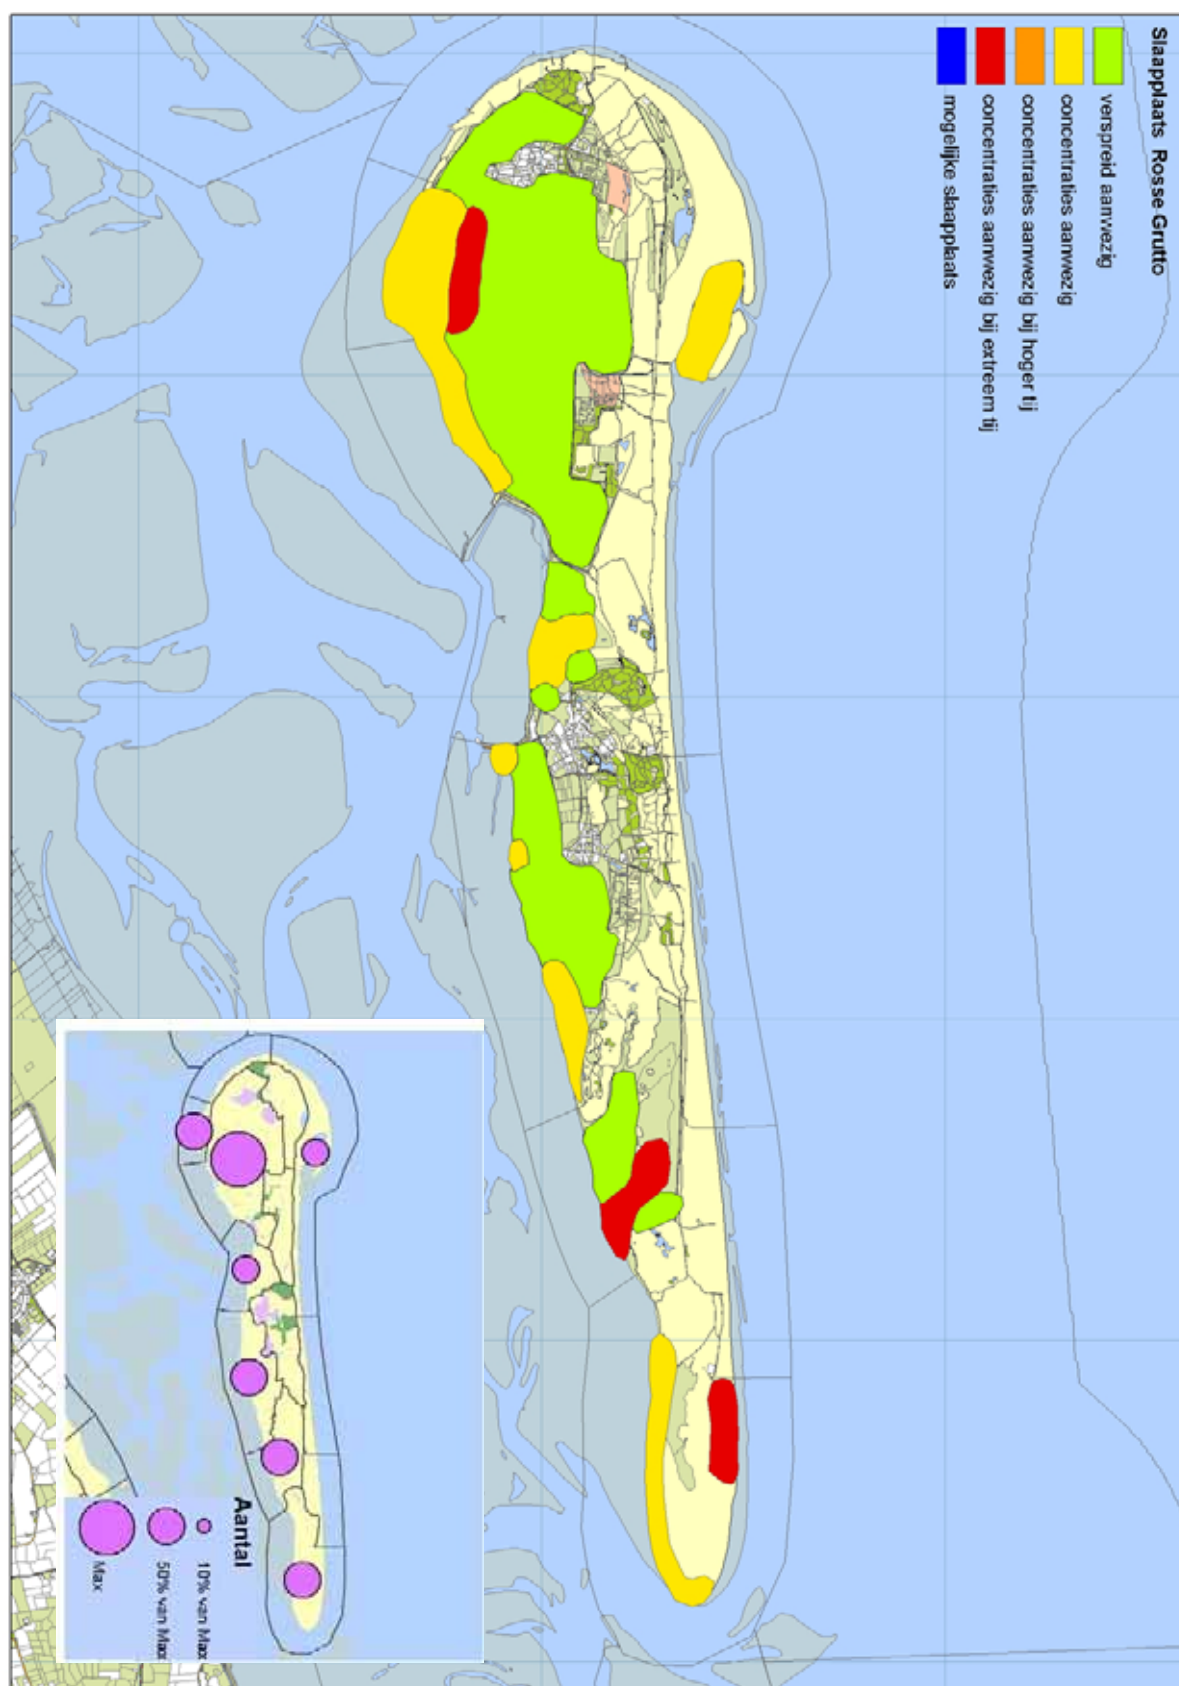 Slaapplaats Rosse Grutto
verspreid aanwezig
concentraties aanwezig
concentraties aanwezig bij hoger tij
concentraties aanwezig bij extreem tij
mogelijke slaapplaats
Aantal
10% van Max
50% van Max
Max